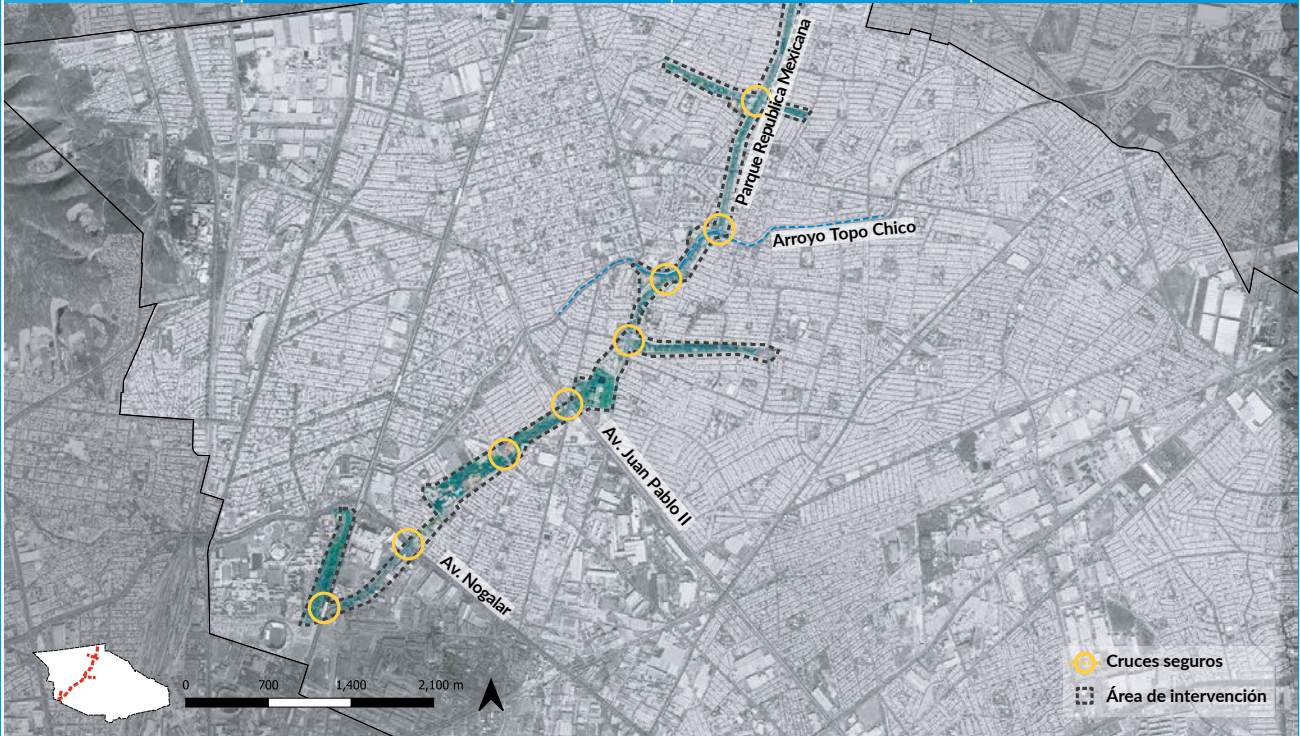 Parque Republica Mexicana
Arroyo Topo Chico
Av. Juan Pablo II
Av. Nogalar
0 700 1,400 2,100 m
Cruces seguros
Área de intervención